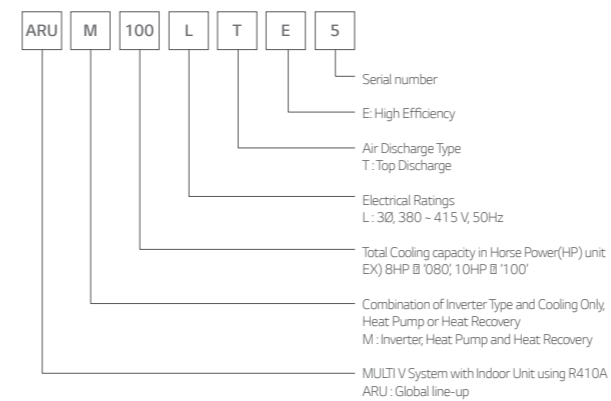 ARU M 100 L T E 5
Serial number
E: High Efficiency
Air Discharge Type
T : Top Discharge
Electrical Ratings
L : 3Ø, 380 ~ 415 V, 50Hz
Total Cooling capacity in Horse Power(HP) unit
EX) 8HP ⍰ '080', 10HP ⍰ '100'
Combination of Inverter Type and Cooling Only,
Heat Pump or Heat Recovery
M : Inverter, Heat Pump and Heat Recovery
MULTI V System with Indoor Unit using R410A
ARU : Global line-up